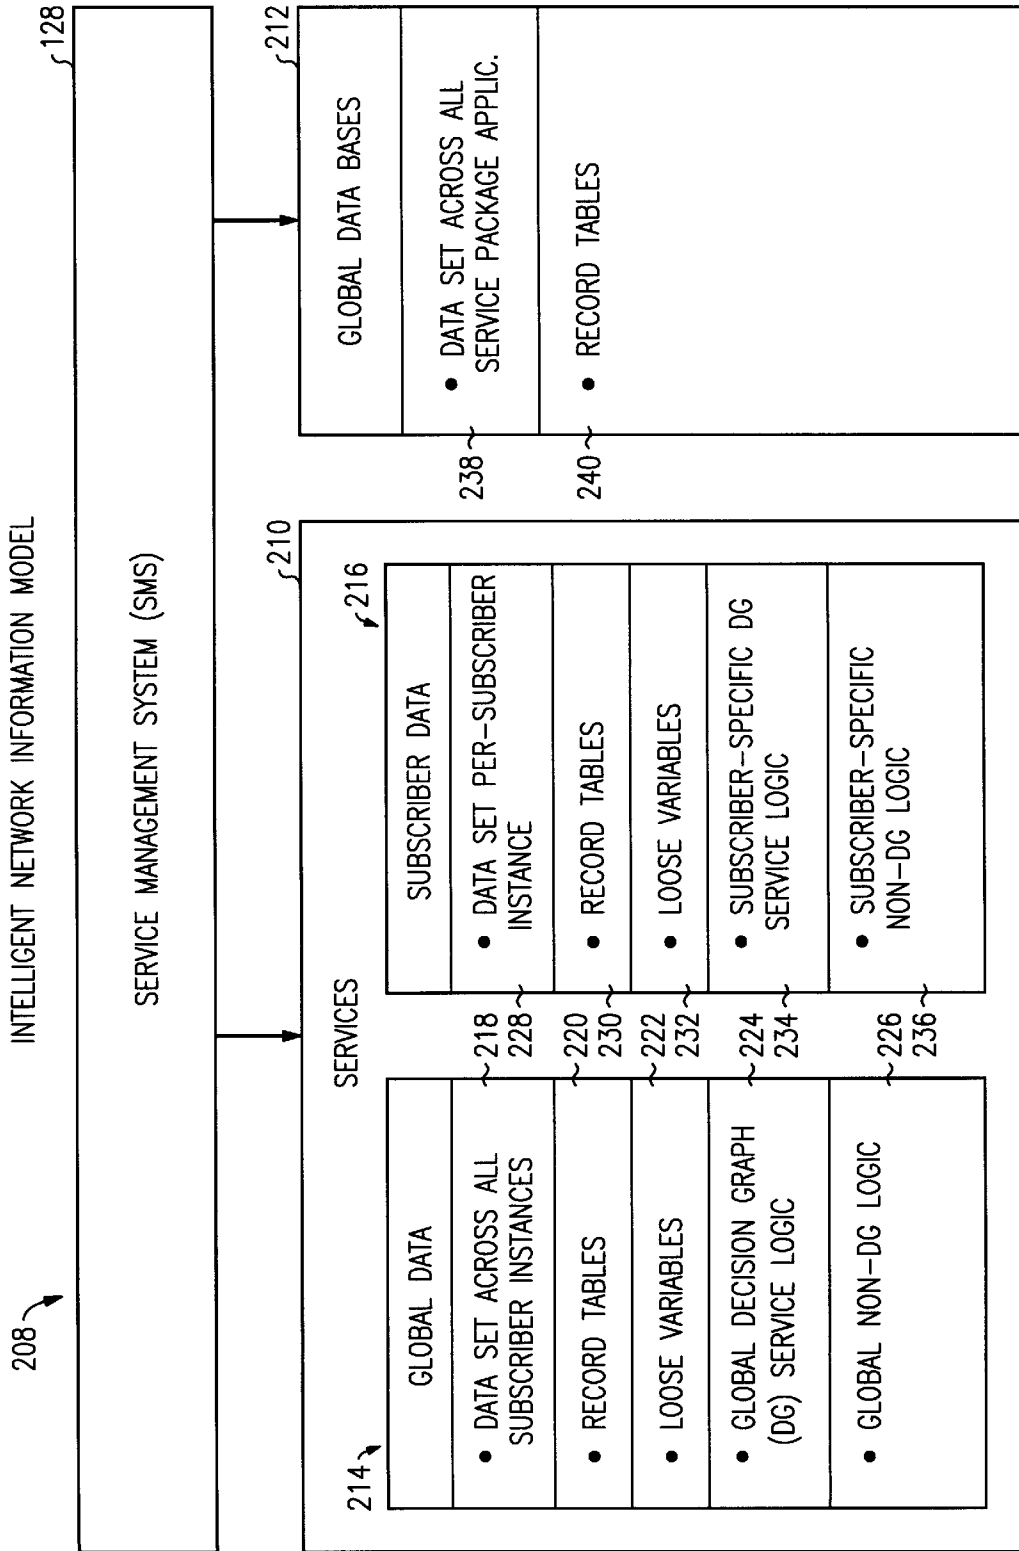 INTELLIGENT NETWORK INFORMATION MODEL
208
128
SERVICE MANAGEMENT SYSTEM (SMS)
210
SERVICES
214
GLOBAL DATA
• DATA SET ACROSS ALL
SUBSCRIBER INSTANCES
• RECORD TABLES
• LOOSE VARIABLES
• GLOBAL DECISION GRAPH
(DG) SERVICE LOGIC
• GLOBAL NON-DG LOGIC
218
228
220
230
222
232
224
234
226
236
216
SUBSCRIBER DATA
• DATA SET PER-SUBSCRIBER
INSTANCE
• RECORD TABLES
• LOOSE VARIABLES
• SUBSCRIBER-SPECIFIC DG
SERVICE LOGIC
• SUBSCRIBER-SPECIFIC
NON-DG LOGIC
212
GLOBAL DATA BASES
238
• DATA SET ACROSS ALL
SERVICE PACKAGE APPLIC.
240
• RECORD TABLES